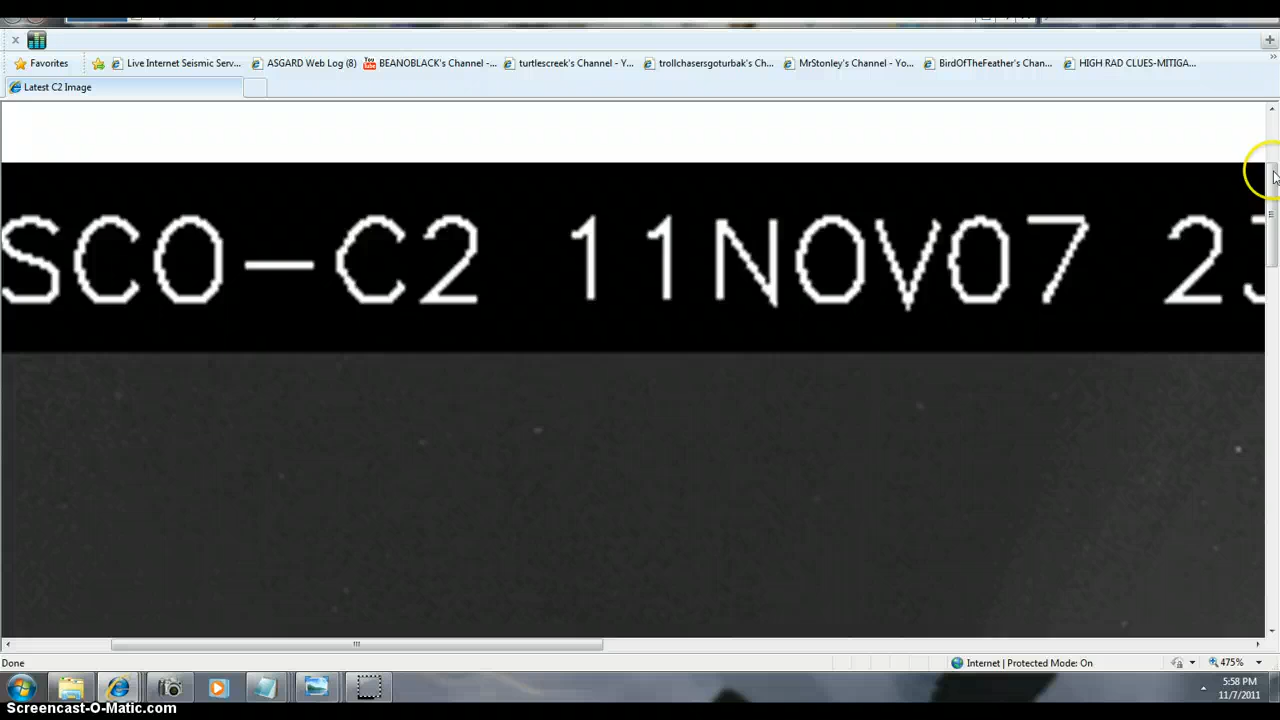 Favorites
Live Internet Seismic Serv...
ASGARD Web Log (8)
BEANOBLACK's Channel -...
turtlescreek's Channel - Y...
trollchasersgoturbak's Ch...
MrStonley's Channel - Yo...
BirdOfTheFeather's Chan...
HIGH RAD CLUES-MITIGA...
Latest C2 Image
SCO-C2 11NOV07 2
Done
Internet | Protected Mode: On
475%
5:58 PM
11/7/2011
Screencast-O-Matic.com